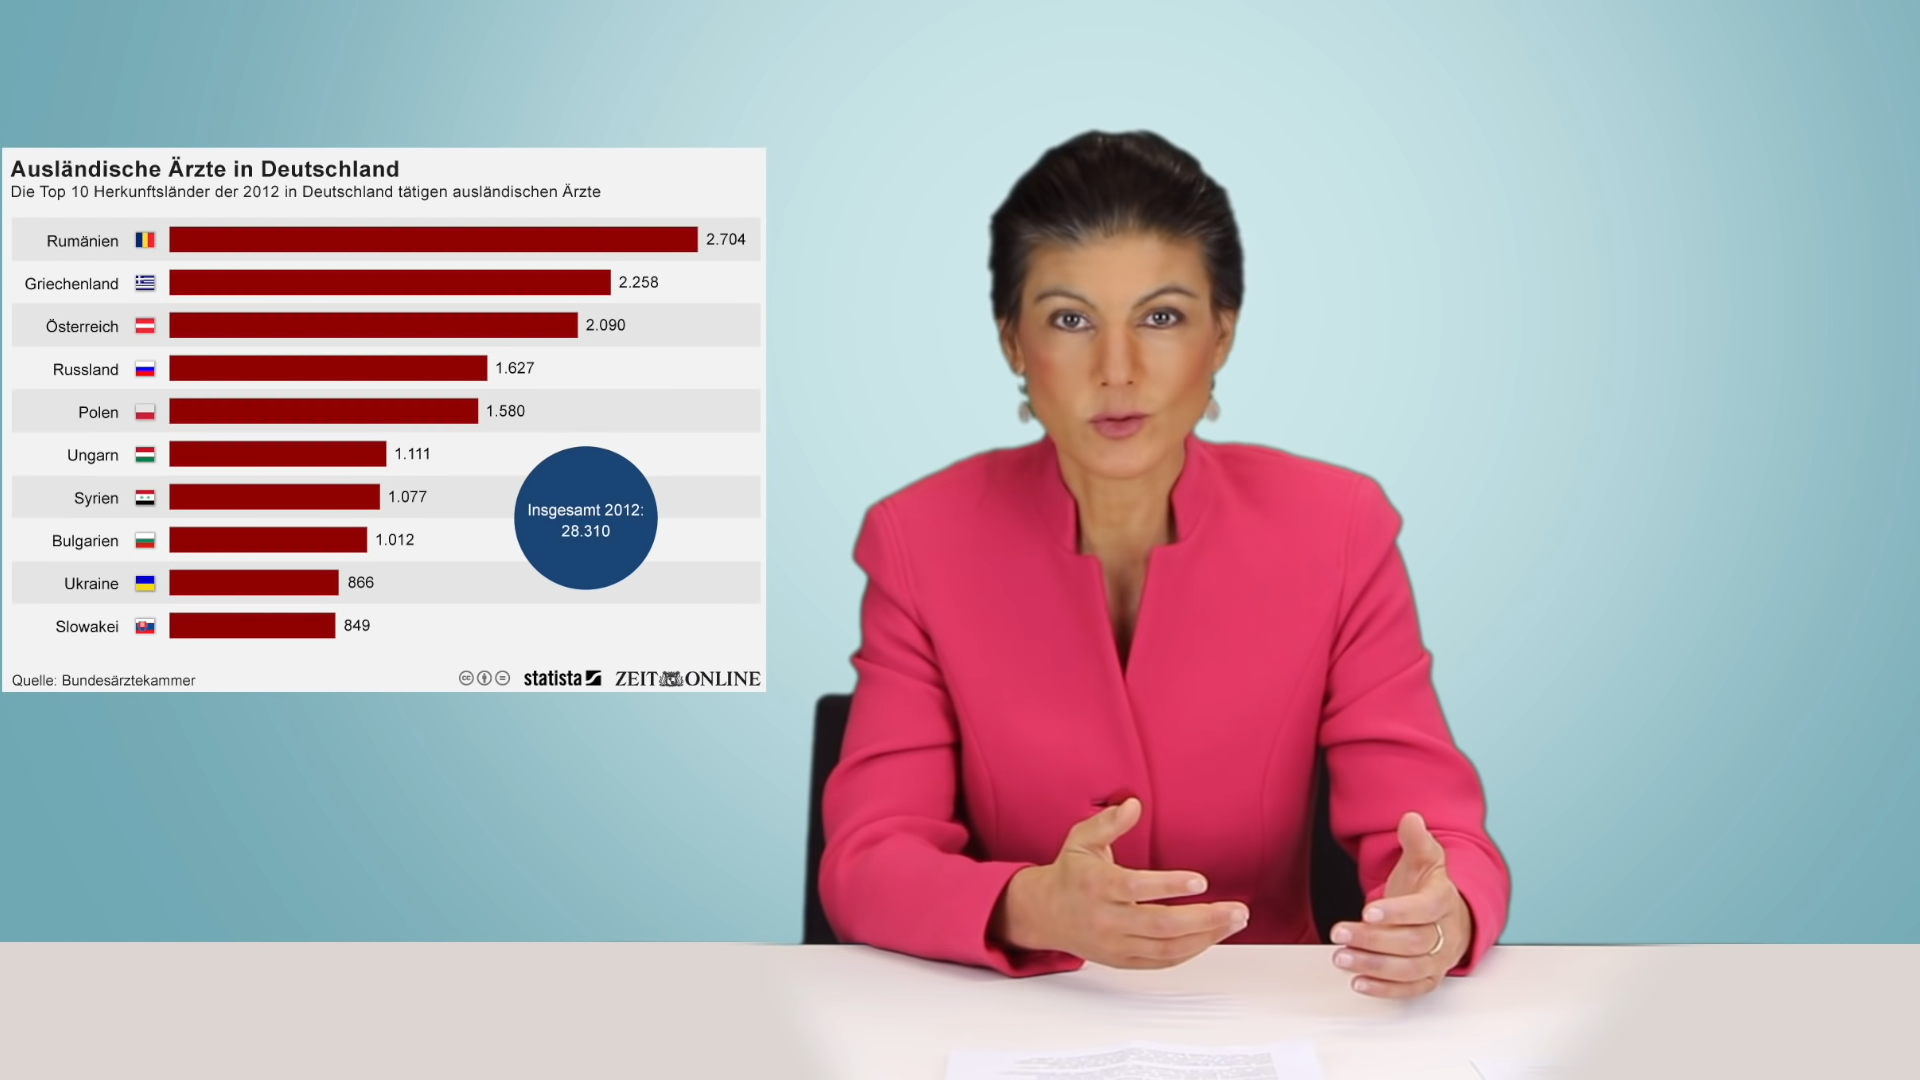 Ausländische Ärzte in Deutschland
Die Top 10 Herkunftsländer der 2012 in Deutschland tätigen ausländischen Ärzte
Rumänien 2.704
Griechenland 2.258
Österreich 2.090
Russland 1.627
Polen 1.580
Ungarn 1.111
Syrien 1.077
Bulgarien 1.012
Ukraine 866
Slowakei 849
Insgesamt 2012:
28.310
Quelle: Bundesärztekammer
cc statista ZEIT ONLINE